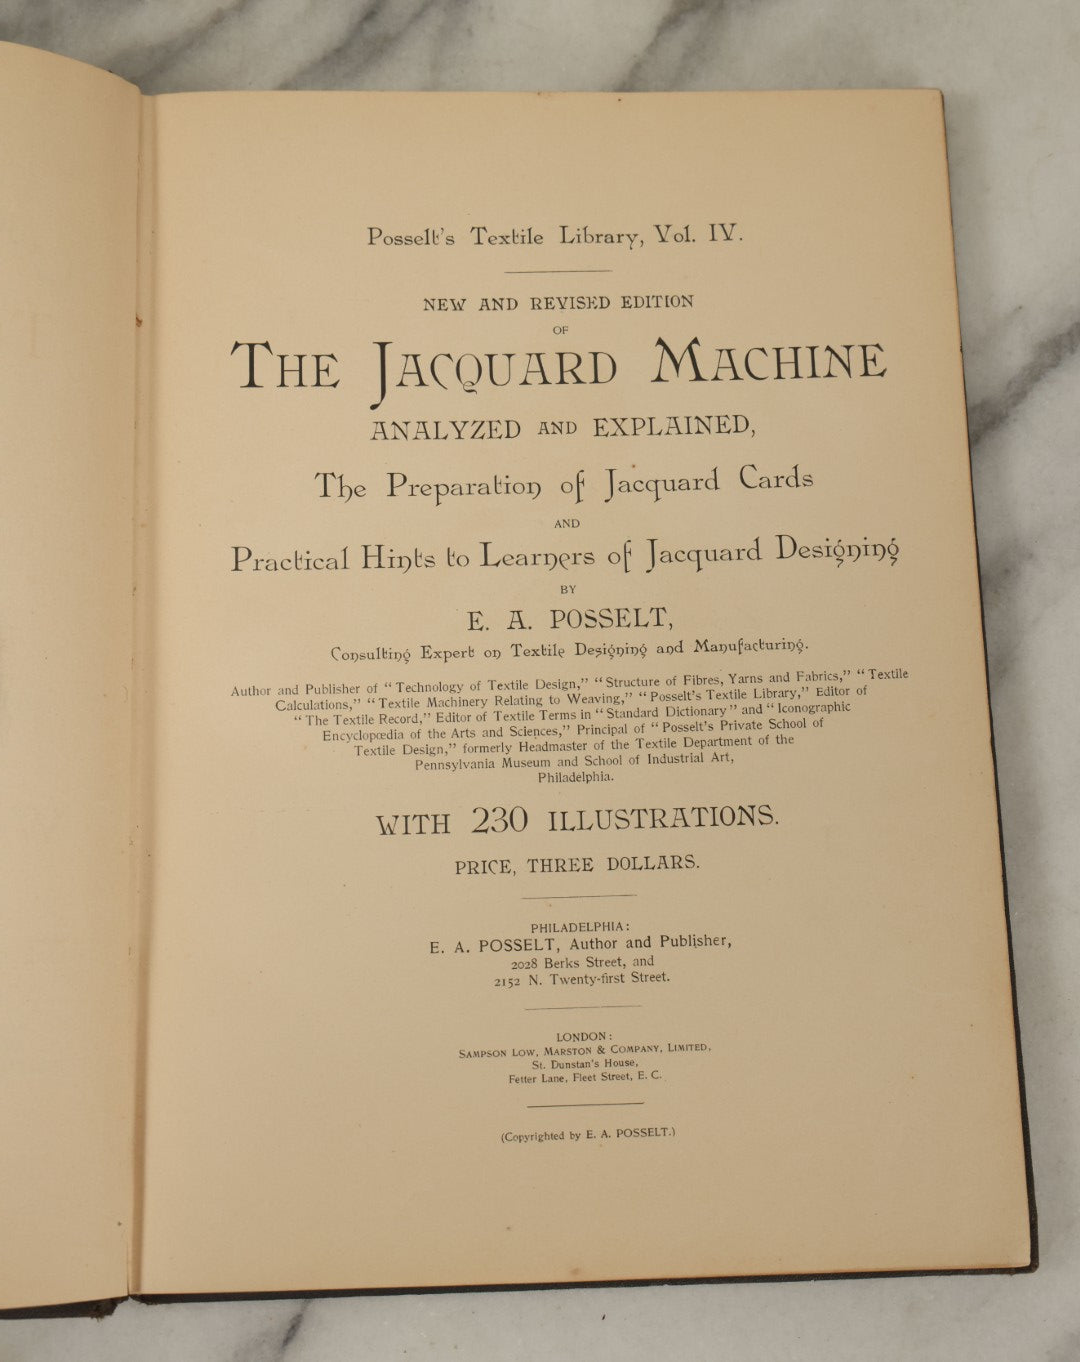 Posselt's Textile Library, Vol. IV.
NEW AND REVISED EDITION
OF
THE JACQUARD MACHINE
ANALYZED AND EXPLAINED,
The Preparation of Jacquard Cards
AND
Practical Hints to Learners of Jacquard Designing
BY
E. A. POSSELT,
Consulting Expert on Textile Designing and Manufacturing.
Author and Publisher of “Technology of Textile Design,” “Structure of Fibres, Yarns and Fabrics,” “Textile
Calculations,” “Textile Machinery Relating to Weaving,” “Posselt's Textile Library,” Editor of
“The Textile Record,” Editor of Textile Terms in “Standard Dictionary” and “Iconographic
Encyclopœdia of the Arts and Sciences,” Principal of “Posselt's Private School of
Textile Design,” formerly Headmaster of the Textile Department of the
Pennsylvania Museum and School of Industrial Art,
Philadelphia.
WITH 230 ILLUSTRATIONS.
PRICE, THREE DOLLARS.
PHILADELPHIA:
E. A. POSSELT, Author and Publisher,
2028 Berks Street, and
2152 N. Twenty-first Street.
LONDON:
SAMPSON LOW, MARSTON & COMPANY, LIMITED,
St. Dunstan's House,
Fetter Lane, Fleet Street, E. C.
(Copyrighted by E. A. POSSELT.)